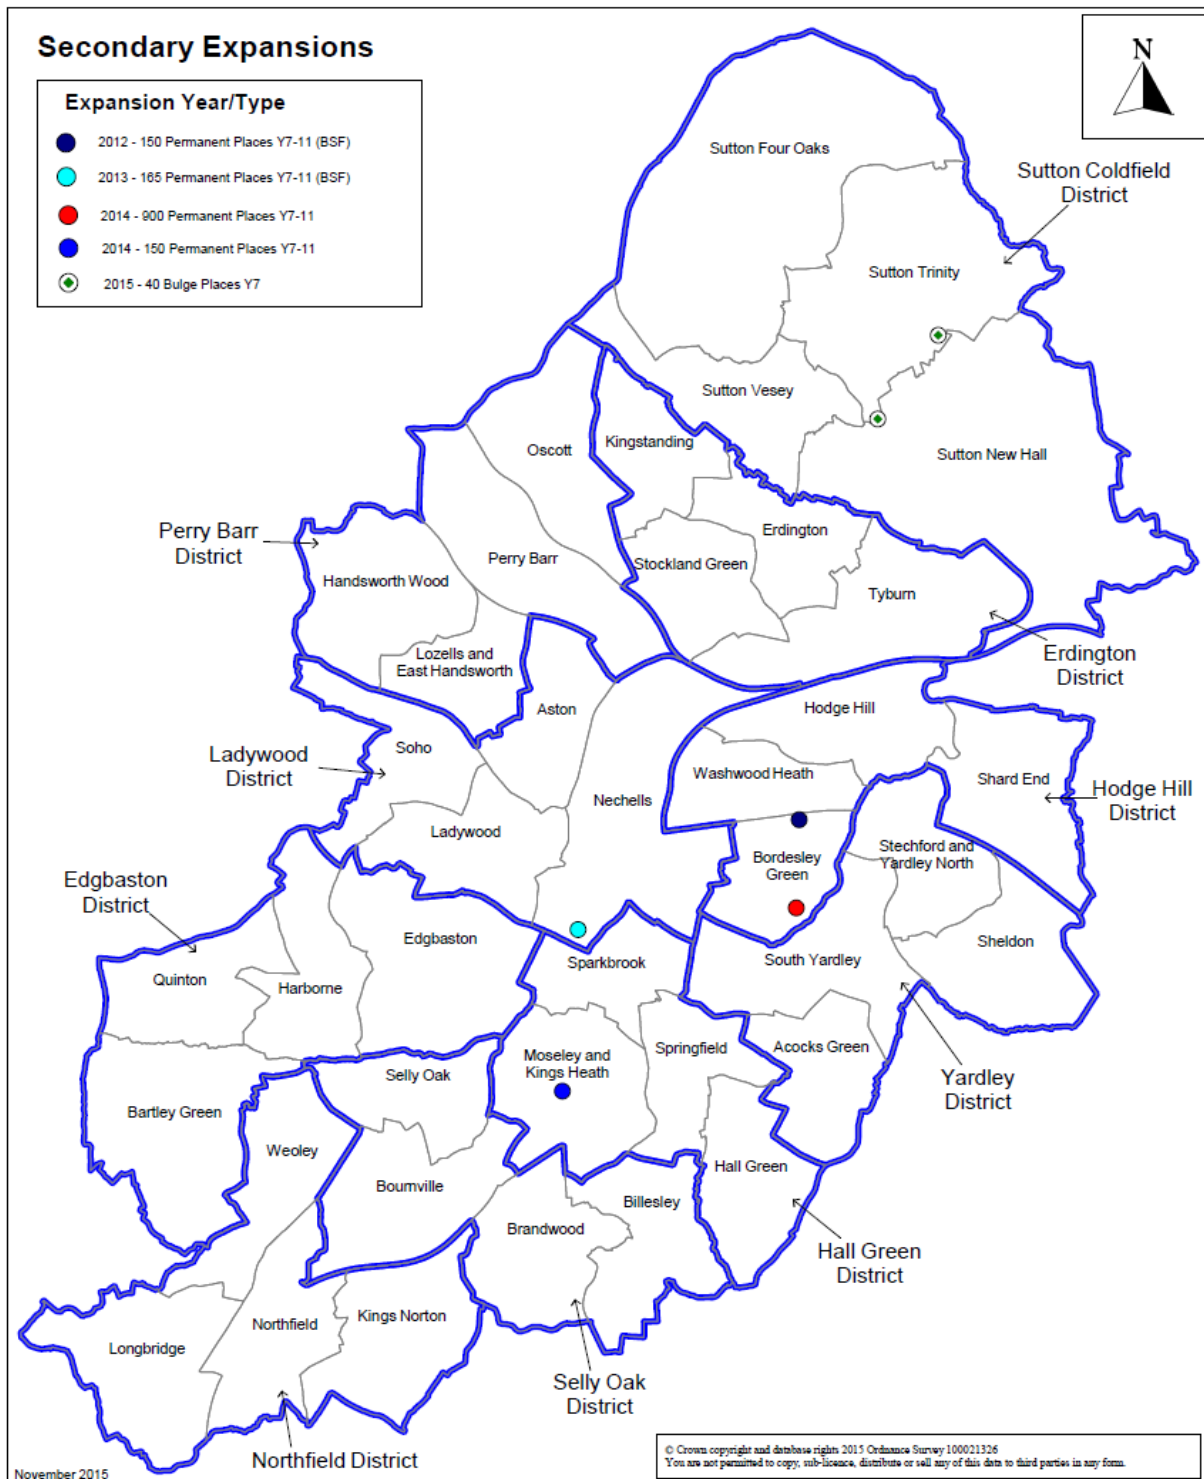 Secondary Expansions
N
Expansion Year/Type
2012 - 150 Permanent Places Y7-11 (BSF)
2013 - 165 Permanent Places Y7-11 (BSF)
2014 - 900 Permanent Places Y7-11
2014 - 150 Permanent Places Y7-11
2015 - 40 Bulge Places Y7
Sutton Four Oaks
Sutton Coldfield
District
Sutton Trinity
Sutton Vesey
Kingstanding
Oscott
Sutton New Hall
Perry Barr
District
Erdington
Perry Barr
Stockland Green
Handsworth Wood
Tyburn
Lozells and
East Handsworth
Erdington
District
Aston
Hodge Hill
Soho
Ladywood
District
Washwood Heath
Shard End
Hodge Hill
District
Nechells
Ladywood
Stechford and
Yardley North
Bordesley
Green
Edgbaston
District
Edgbaston
Sheldon
South Yardley
Sparkbrook
Quinton
Harborne
Moseley and
Kings Heath
Springfield
Acocks Green
Selly Oak
Yardley
District
Bartley Green
Weoley
Hall Green
Bournville
Billesley
Brandwood
Hall Green
District
Kings Norton
Northfield
Longbridge
Selly Oak
District
Northfield District
© Crown copyright and database rights 2015 Ordnance Survey 100021326
You are not permitted to copy, sub-licence, distribute or sell any of this data to third parties in any form.
November 2015